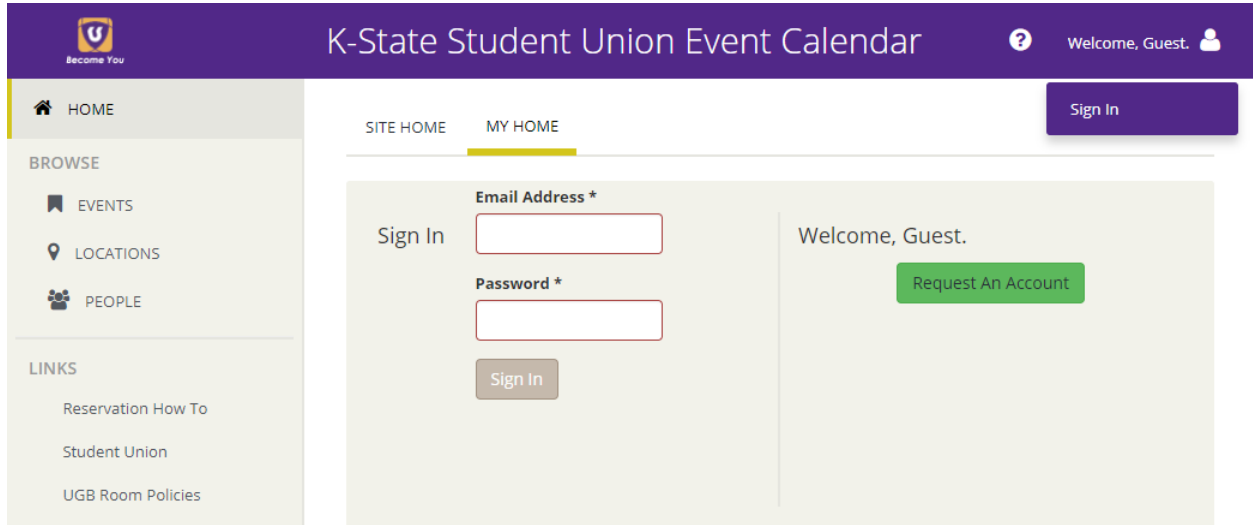 Become You
K-State Student Union Event Calendar
Welcome, Guest.
Sign In
HOME
BROWSE
EVENTS
LOCATIONS
PEOPLE
LINKS
Reservation How To
Student Union
UGB Room Policies
SITE HOME MY HOME
Sign In
Email Address *
Password *
Sign In
Welcome, Guest.
Request An Account